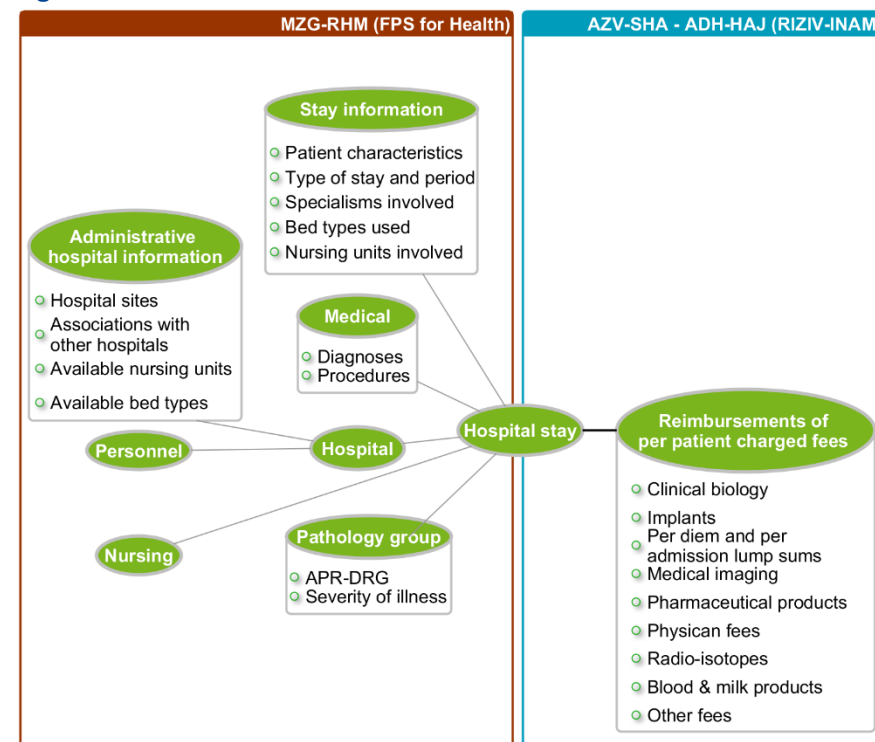 MZG-RHM (FPS for Health)
AZV-SHA - ADH-HAJ (RIZIV-INAM
Stay information
Patient characteristics
Type of stay and period
Specialisms involved
Bed types used
Nursing units involved
Administrative
hospital information
Hospital sites
Associations with
other hospitals
Available nursing units
Available bed types
Medical
Diagnoses
Procedures
Hospital stay
Reimbursements of
per patient charged fees
Personnel
Hospital
Clinical biology
Implants
Per diem and per
admission lump sums
Medical imaging
Pharmaceutical products
Physican fees
Radio-isotopes
Blood & milk products
Other fees
Nursing
Pathology group
APR-DRG
Severity of illness